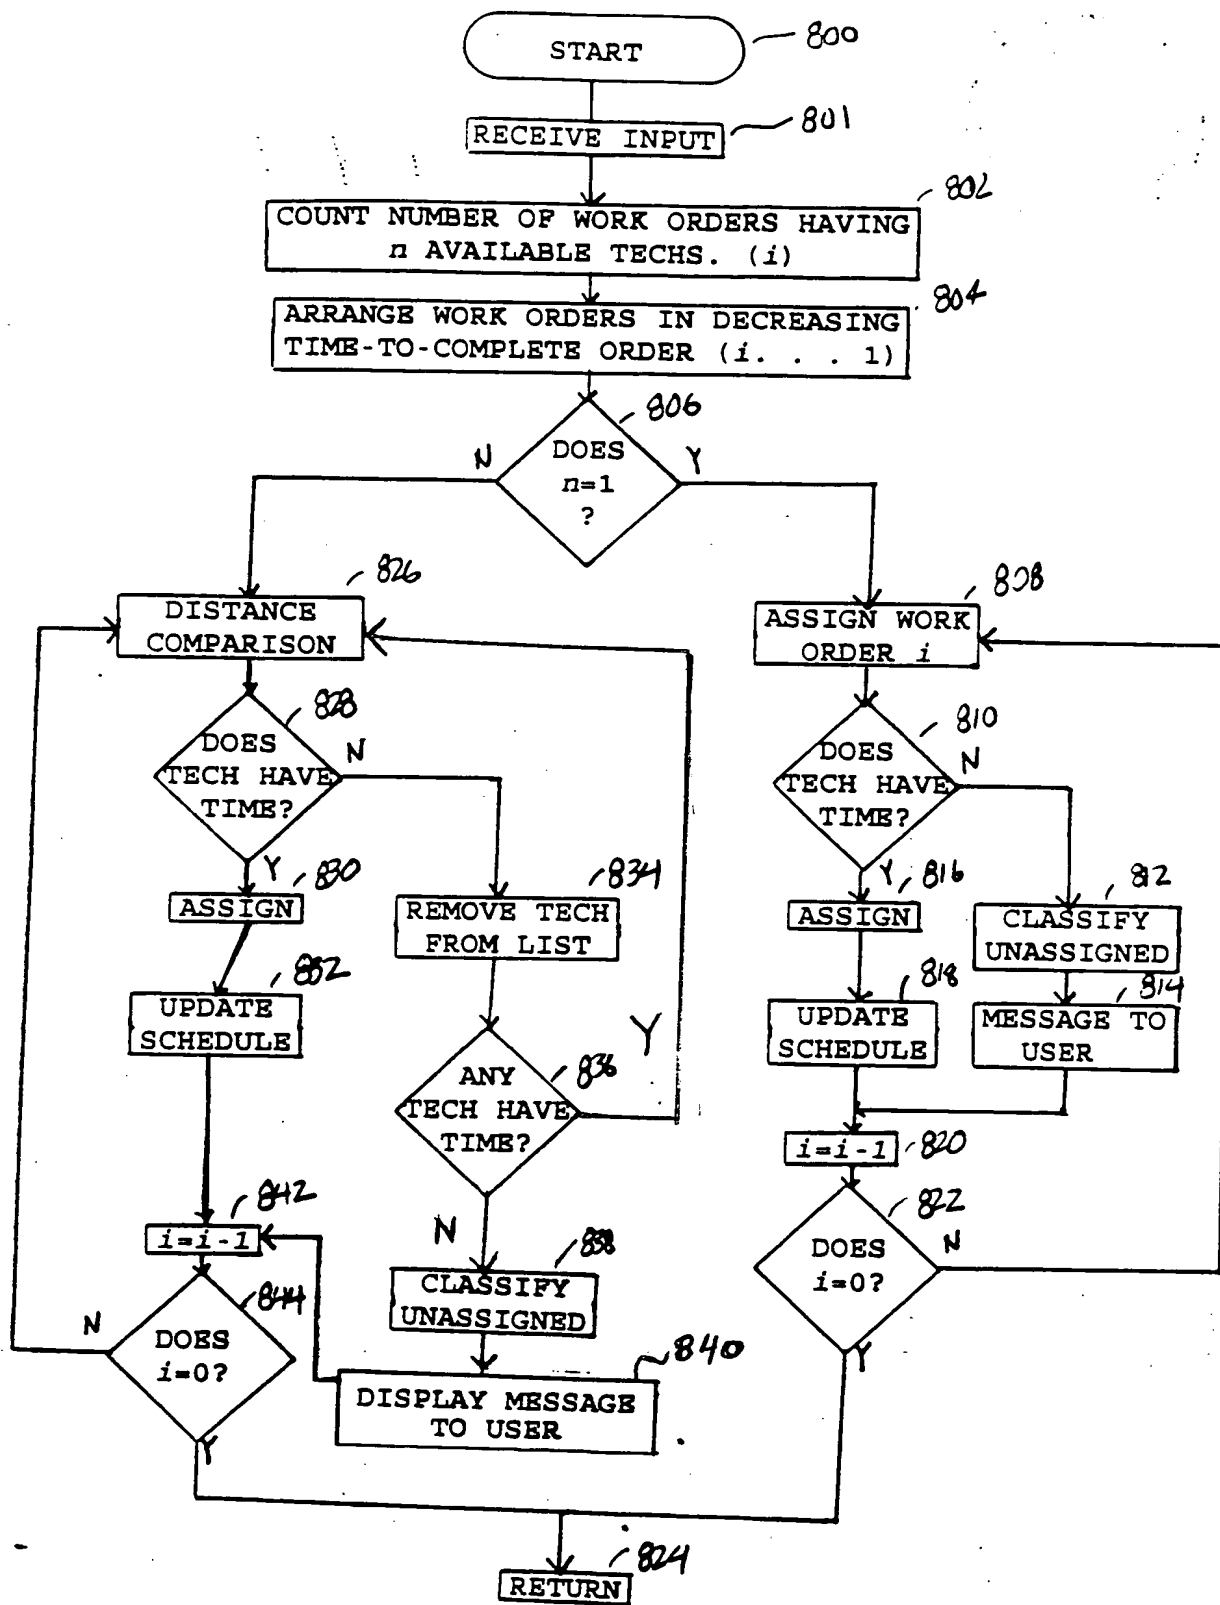 START
800
RECEIVE INPUT
801
802
COUNT NUMBER OF WORK ORDERS HAVING
n AVAILABLE TECHS. (i)
804
ARRANGE WORK ORDERS IN DECREASING
TIME-TO-COMPLETE ORDER (i. . . 1)
806
DOES
n=1
?
N
Y
826
DISTANCE
COMPARISON
828
DOES
TECH HAVE
TIME?
N
Y
830
ASSIGN
832
UPDATE
SCHEDULE
834
REMOVE TECH
FROM LIST
836
ANY
TECH HAVE
TIME?
Y
N
838
CLASSIFY
UNASSIGNED
840
DISPLAY MESSAGE
TO USER
842
i=i-1
844
DOES
i=0?
N
Y
808
ASSIGN WORK
ORDER i
810
DOES
TECH HAVE
TIME?
N
Y
816
ASSIGN
818
UPDATE
SCHEDULE
812
CLASSIFY
UNASSIGNED
814
MESSAGE TO
USER
i=i-1
820
822
DOES
i=0?
N
Y
824
RETURN